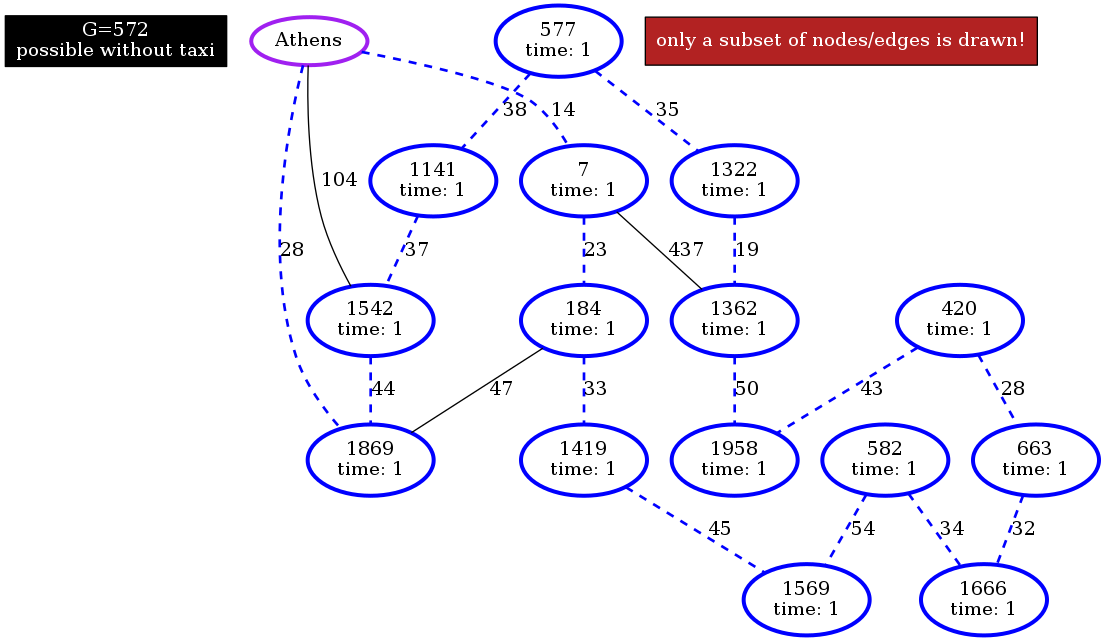 G=572
possible without taxi
Athens
577
time: 1
only a subset of nodes/edges is drawn!
38
14
35
1141
time: 1
7
time: 1
1322
time: 1
104
28
37
23
437
19
1542
time: 1
184
time: 1
1362
time: 1
420
time: 1
44
47
33
50
43
28
1869
time: 1
1419
time: 1
1958
time: 1
582
time: 1
663
time: 1
45
54
34
32
1569
time: 1
1666
time: 1